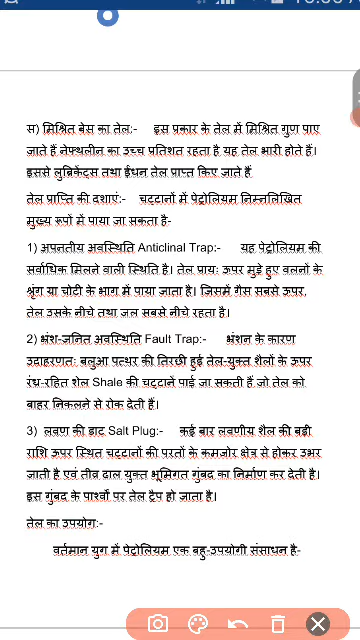 स) मिश्रित बेस का तेल:- इस प्रकार के तेल में मिश्रित गुण पाए
जाते हैं नेफ्थलीन का उच्च प्रतिशत रहता है यह तेल भारी होते हैं।
इससे लुब्रिकेंट्स तथा ईंधन तेल प्राप्त किए जाते हैं
तेल प्राप्ति की दशाएं:- चट्टानों में पेट्रोलियम निम्नलिखित
मुख्य रूपों में पाया जा सकता है-
1) अपनतीय अवस्थिति Anticlinal Trap:- यह पेट्रोलियम की
सर्वाधिक मिलने वाली स्थिति है। तेल प्रायः ऊपर मुड़े हुए वलनों के
श्रृंग या चोटी के भाग में पाया जाता है। जिसमें गैस सबसे ऊपर,
तेल उसके नीचे तथा जल सबसे नीचे रहता है।
2) भ्रंश-जनित अवस्थिति Fault Trap:- भ्रंशन के कारण
उदाहरणतः बलुआ पत्थर की तिरछी हुई तेल-युक्त शैलों के ऊपर
रंध्र-रहित शेल Shale की चट्टाने पाई जा सकती हैं जो तेल को
बाहर निकलने से रोक देती हैं।
3) लवण की डाट Salt Plug:- कई बार लवणीय शैल की बड़ी
राशि ऊपर स्थित चट्टानों की परतों के कमजोर क्षेत्र से होकर उभर
जाती है एवं तीव्र ढाल युक्त भूमिगत गुंबद का निर्माण कर देती है।
इस गुंबद के पार्श्वों पर तेल ट्रैप हो जाता है।
तेल का उपयोग:-
वर्तमान युग में पेट्रोलियम एक बहु-उपयोगी संसाधन है-